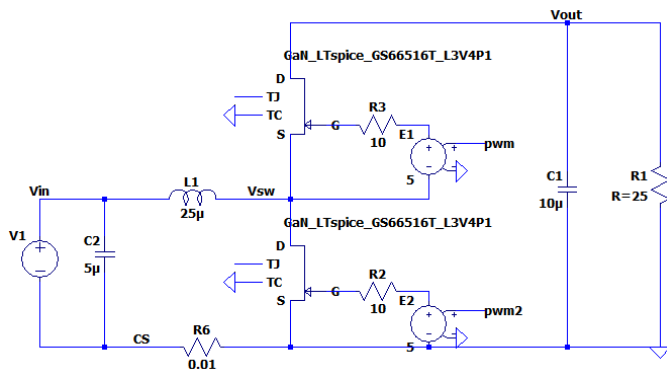 Vout
GaN_LTspice_GS66516T_L3V4P1
D
TJ
TC
S
G
R3
10
E1
+
+
pwm
-
-
5
C1
10µ
R1
R=25
Vin
L1
25µ
Vsw
GaN_LTspice_GS66516T_L3V4P1
V1
+
-
C2
5µ
D
TJ
TC
S
G
R2
10
E2
+
+
pwm2
-
-
5
CS
R6
0.01